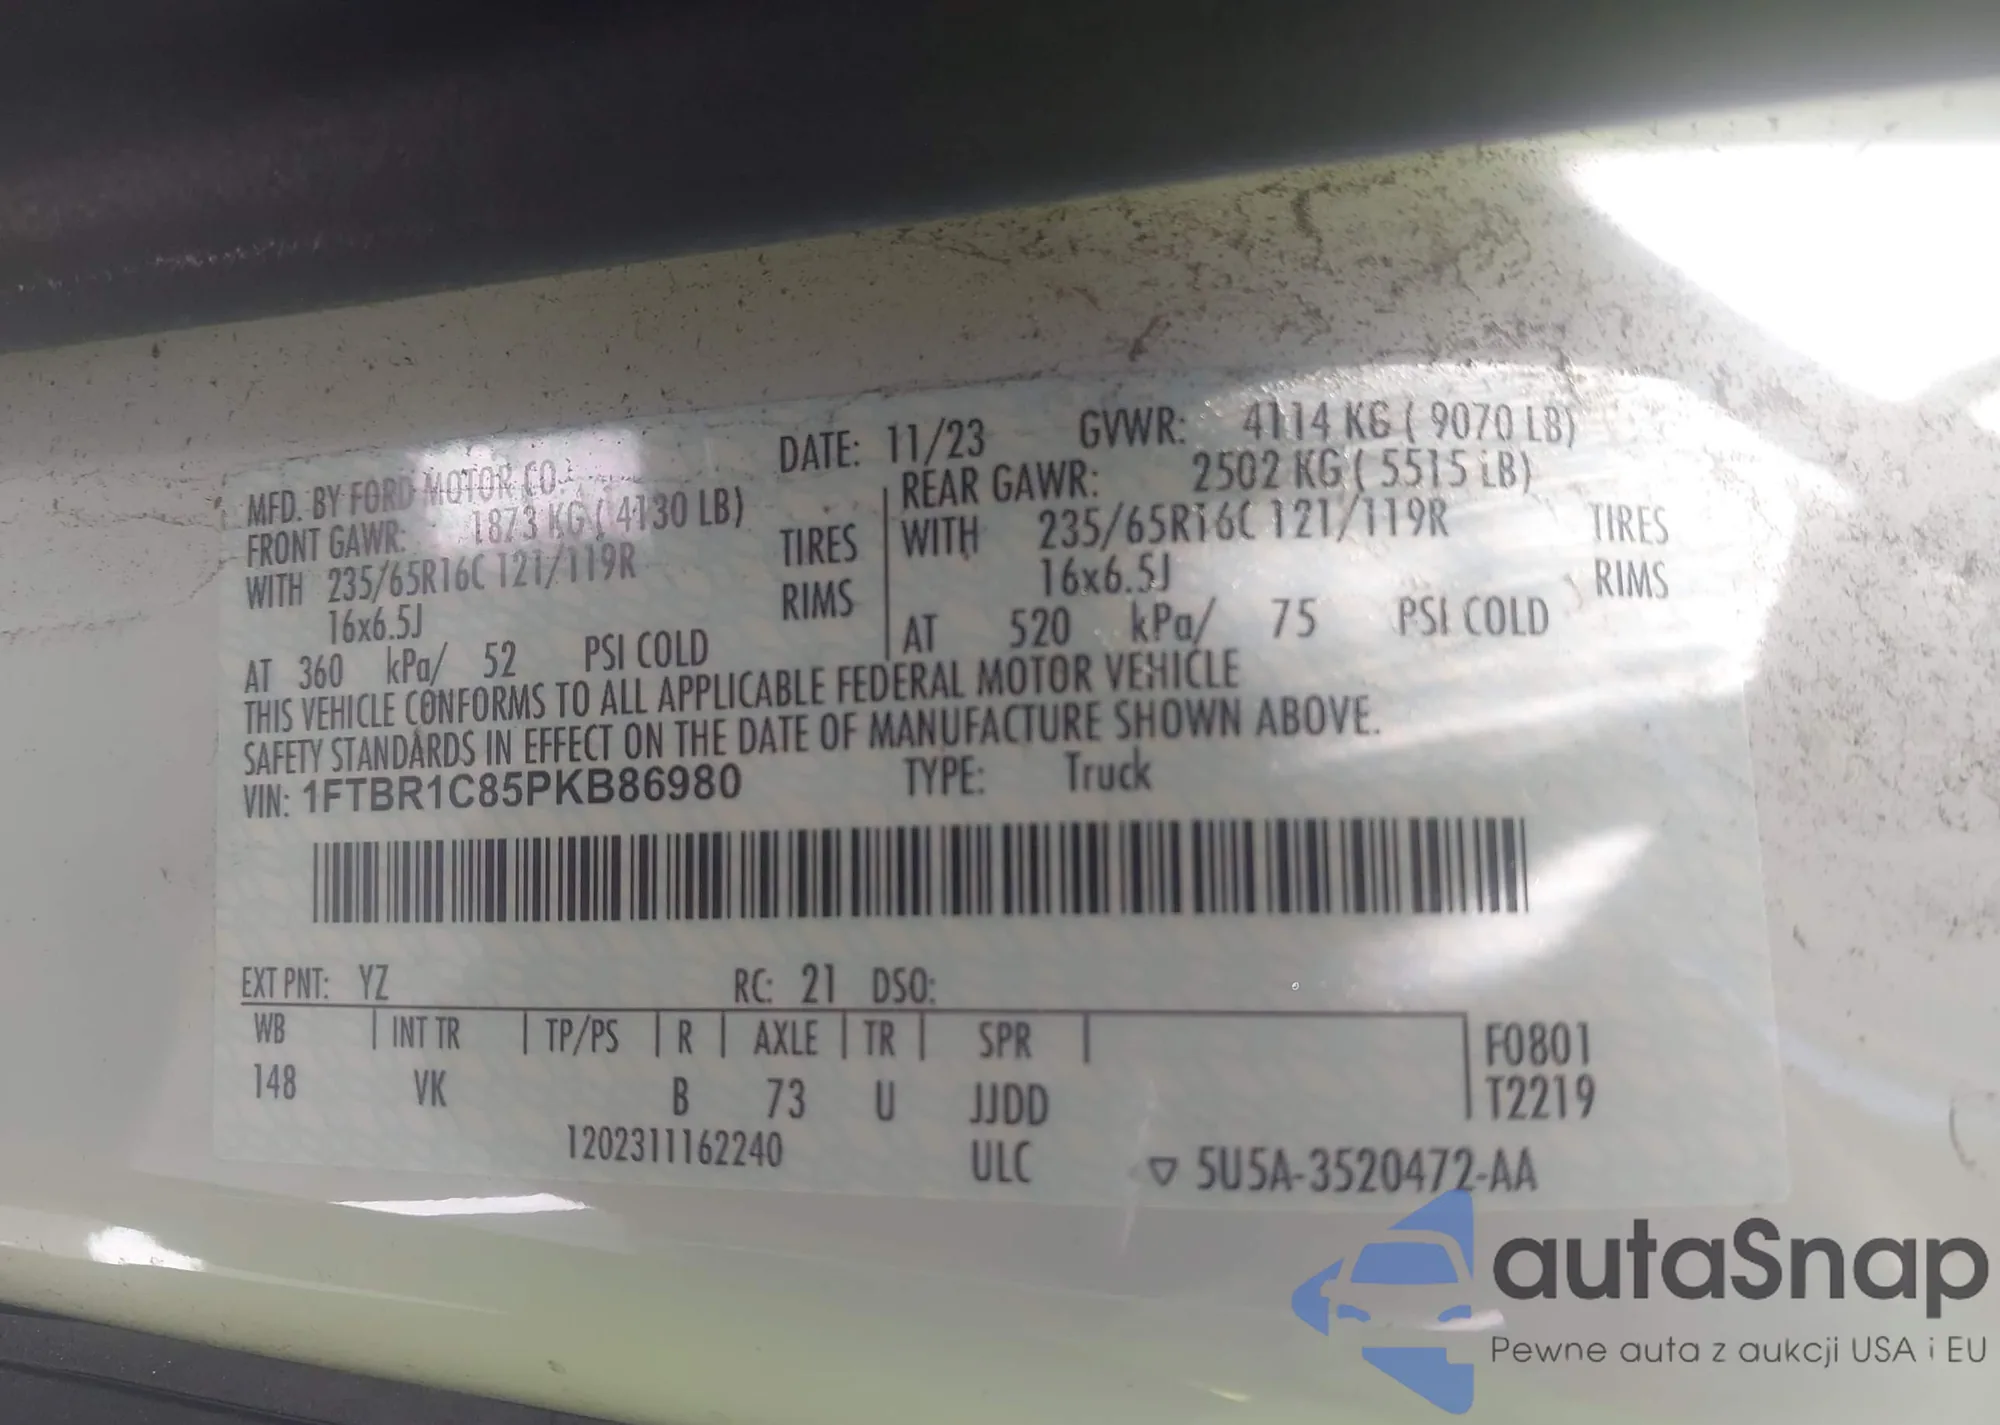 MFD. BY FORD MOTOR CO. DATE: 11/23 GVWR: 4114 KG ( 9070 LB)
FRONT GAWR: 1873 KG ( 4130 LB) REAR GAWR: 2502 KG ( 5515 LB)
WITH 235/65R16C 121/119R TIRES WITH 235/65R16C 121/119R TIRES
16x6.5J RIMS 16x6.5J RIMS
AT 360 kPa/ 52 PSI COLD AT 520 kPa/ 75 PSI COLD
THIS VEHICLE CONFORMS TO ALL APPLICABLE FEDERAL MOTOR VEHICLE
SAFETY STANDARDS IN EFFECT ON THE DATE OF MANUFACTURE SHOWN ABOVE.
VIN: 1FTBR1C85PKB86980 TYPE: Truck
EXT PNT: YZ RC: 21 DSO:
WB INT TR TP/PS R AXLE TR SPR F0801
148 VK B 73 U JJDD T2219
1202311162240 ULC 5U5A-3520472-AA
autaSnap
Pewne auta z aukcji USA i EU